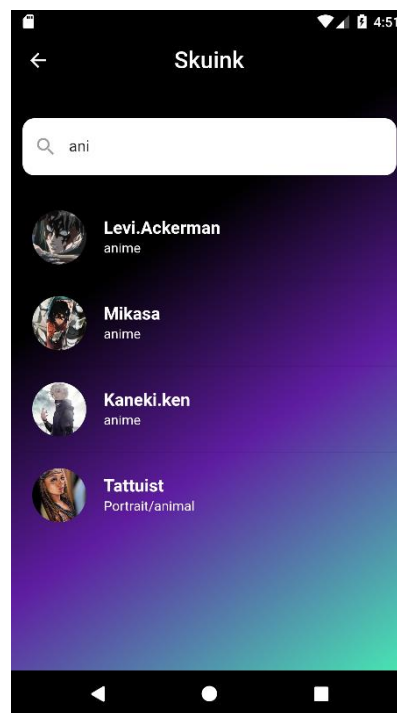 4:51
Skuink
ani
Levi.Ackerman
anime
Mikasa
anime
Kaneki.ken
anime
Tattuist
Portrait/animal